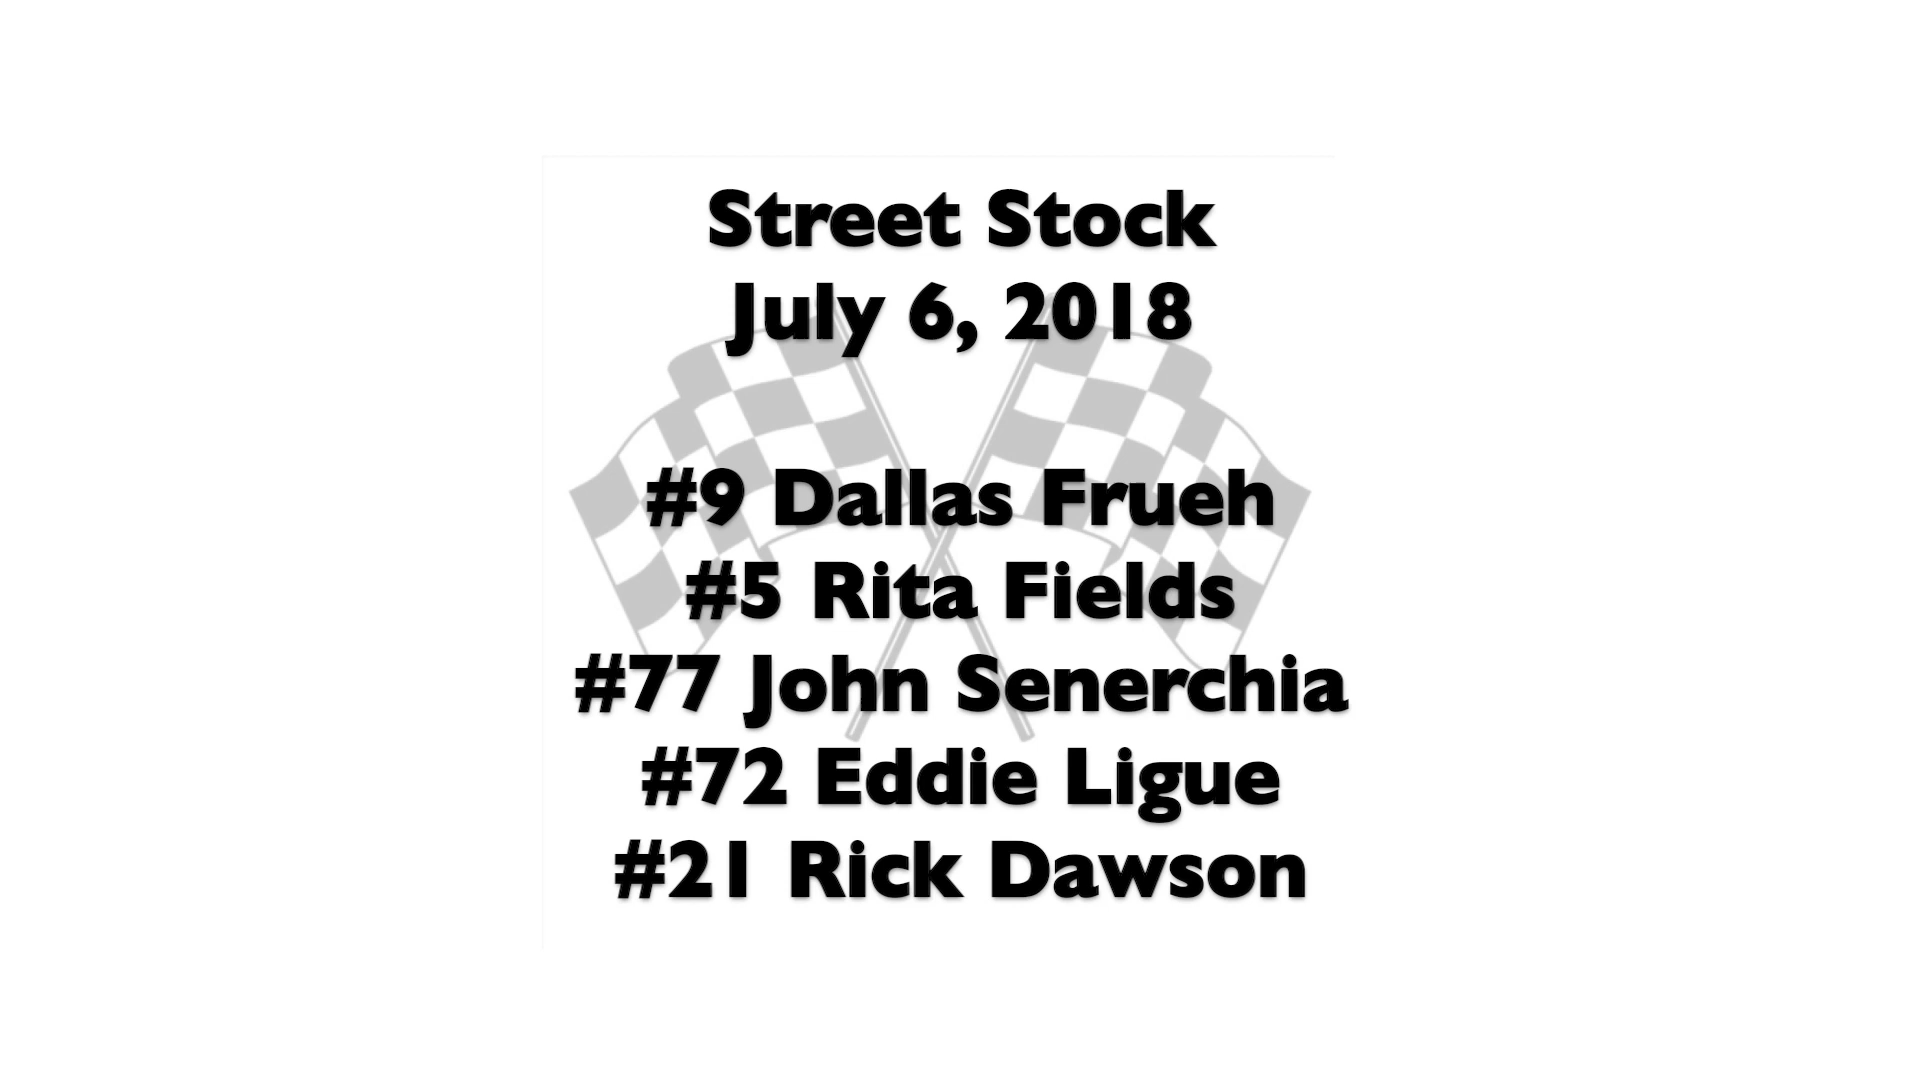 Street Stock
July 6, 2018
#9 Dallas Frueh
#5 Rita Fields
#77 John Senerchia
#72 Eddie Ligue
#21 Rick Dawson